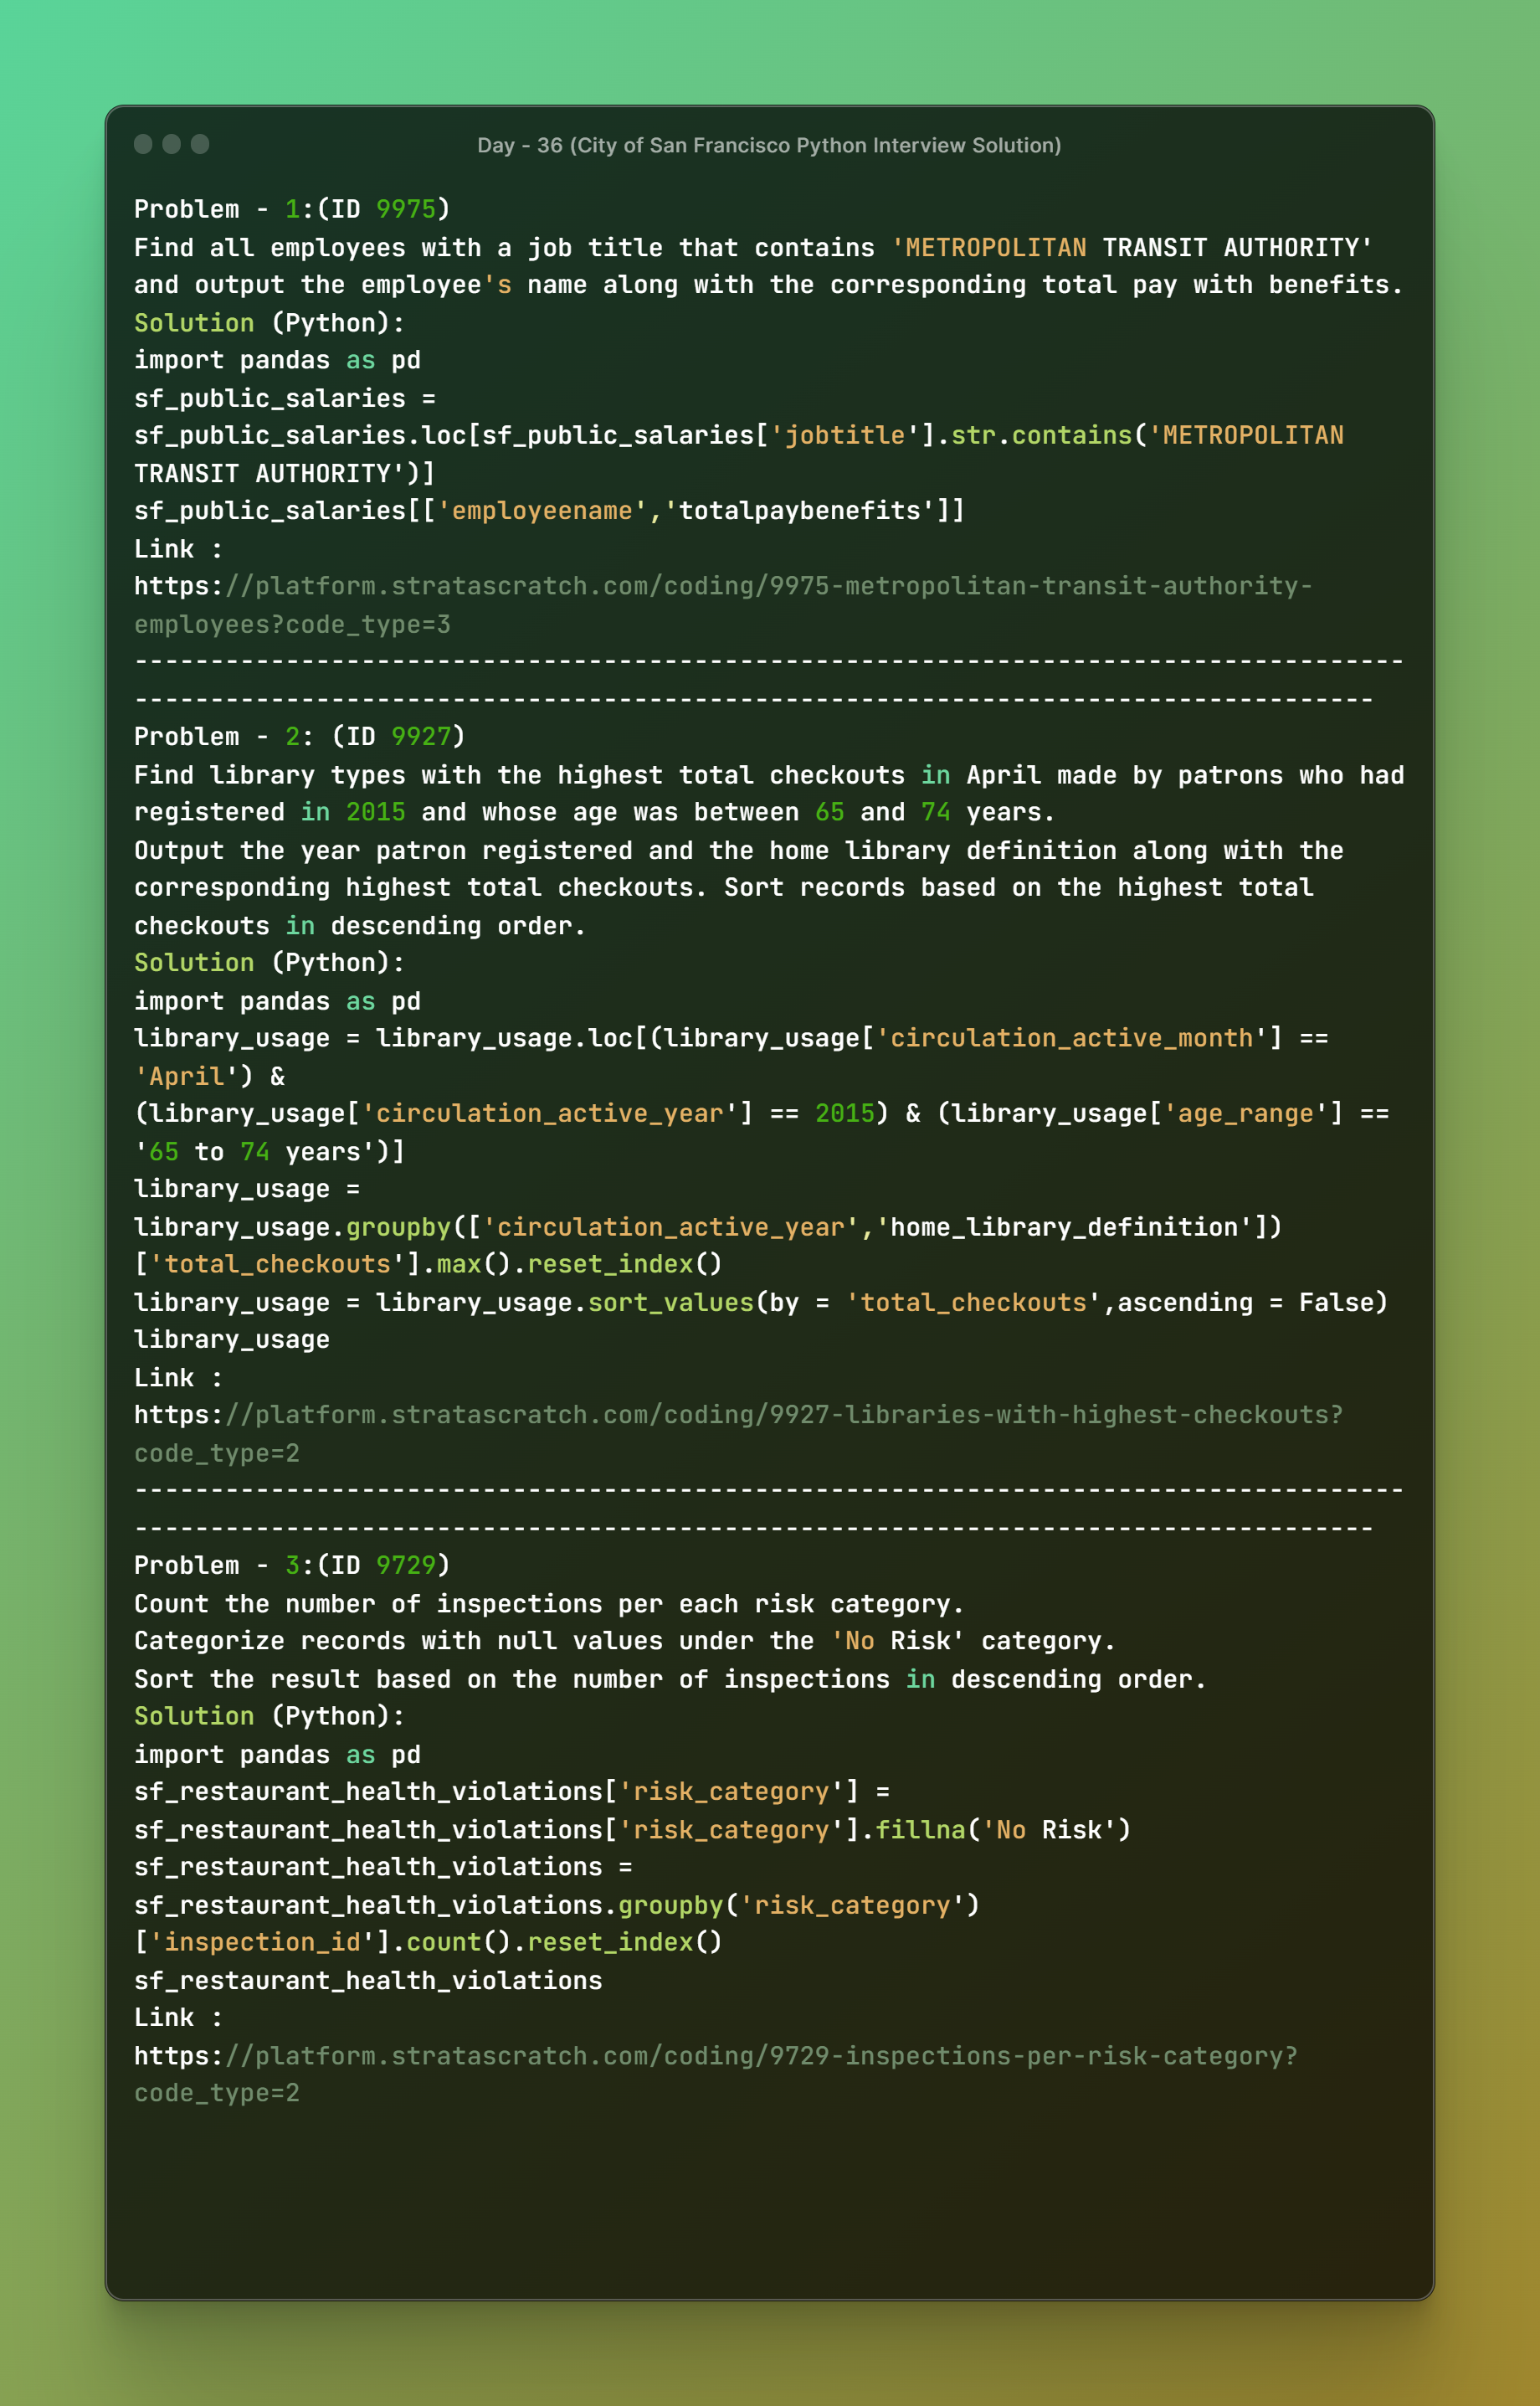 Day - 36 (City of San Francisco Python Interview Solution)
Problem - 1:(ID 9975)
Find all employees with a job title that contains 'METROPOLITAN TRANSIT AUTHORITY'
and output the employee's name along with the corresponding total pay with benefits.
Solution (Python):
import pandas as pd
sf_public_salaries =
sf_public_salaries.loc[sf_public_salaries['jobtitle'].str.contains('METROPOLITAN
TRANSIT AUTHORITY')]
sf_public_salaries[['employeename','totalpaybenefits']]
Link :
https://platform.stratascratch.com/coding/9975-metropolitan-transit-authority-
employees?code_type=3
------------------------------------------------------------------------------------
----------------------------------------------------------------------------------
Problem - 2: (ID 9927)
Find library types with the highest total checkouts in April made by patrons who had
registered in 2015 and whose age was between 65 and 74 years.
Output the year patron registered and the home library definition along with the
corresponding highest total checkouts. Sort records based on the highest total
checkouts in descending order.
Solution (Python):
import pandas as pd
library_usage = library_usage.loc[(library_usage['circulation_active_month'] ==
'April') &
(library_usage['circulation_active_year'] == 2015) & (library_usage['age_range'] ==
'65 to 74 years')]
library_usage =
library_usage.groupby(['circulation_active_year','home_library_definition'])
['total_checkouts'].max().reset_index()
library_usage = library_usage.sort_values(by = 'total_checkouts',ascending = False)
library_usage
Link :
https://platform.stratascratch.com/coding/9927-libraries-with-highest-checkouts?
code_type=2
------------------------------------------------------------------------------------
----------------------------------------------------------------------------------
Problem - 3:(ID 9729)
Count the number of inspections per each risk category.
Categorize records with null values under the 'No Risk' category.
Sort the result based on the number of inspections in descending order.
Solution (Python):
import pandas as pd
sf_restaurant_health_violations['risk_category'] =
sf_restaurant_health_violations['risk_category'].fillna('No Risk')
sf_restaurant_health_violations =
sf_restaurant_health_violations.groupby('risk_category')
['inspection_id'].count().reset_index()
sf_restaurant_health_violations
Link :
https://platform.stratascratch.com/coding/9729-inspections-per-risk-category?
code_type=2